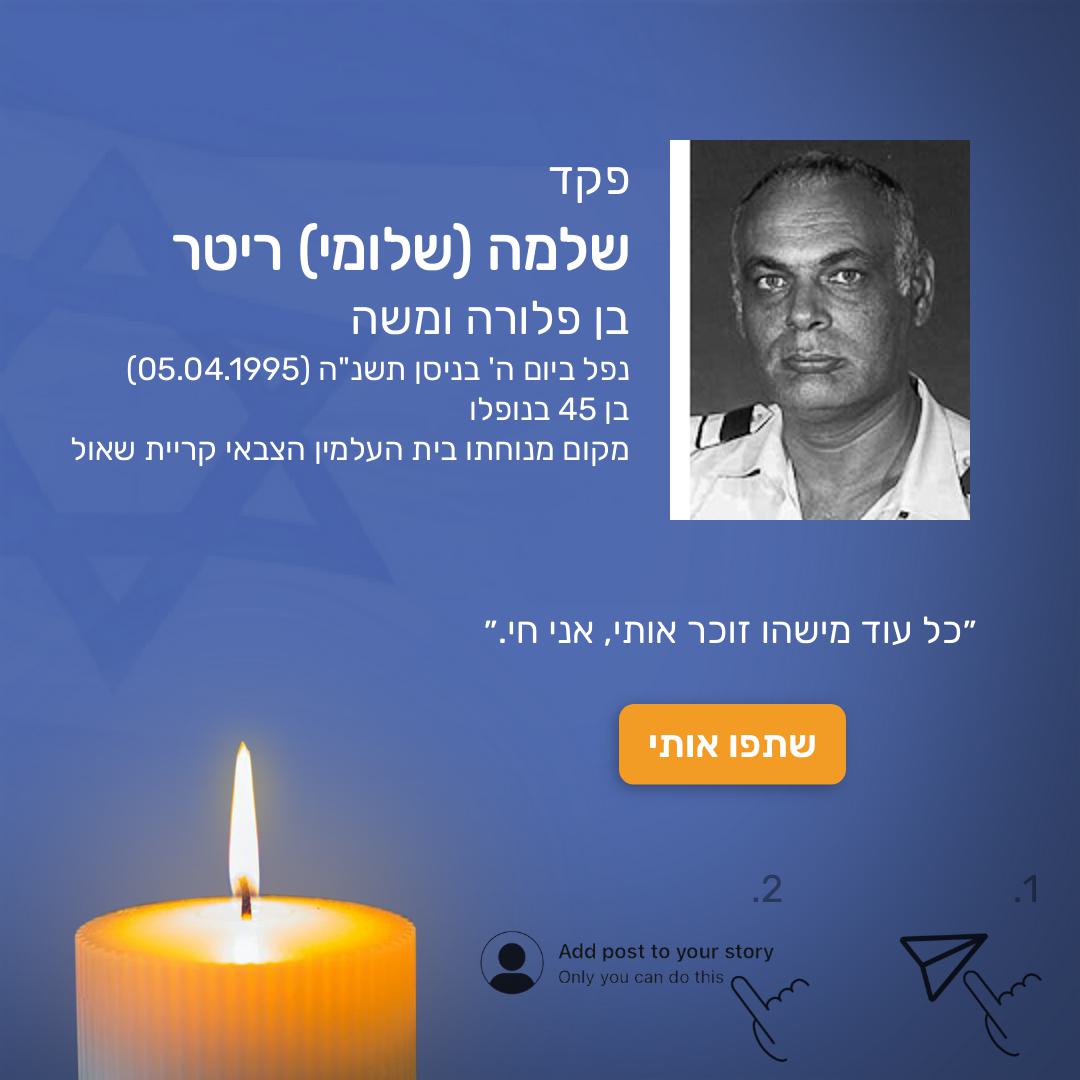 פקד
שלמה (שלומי) ריטר
בן פלורה ומשה
נפל ביום ה' בניסן תשנ"ה (05.04.1995)
בן 45 בנופלו
מקום מנוחתו בית העלמין הצבאי קריית שאול
״כל עוד מישהו זוכר אותי, אני חי.״
שתפו אותי
1.
2.
Add post to your story
Only you can do this